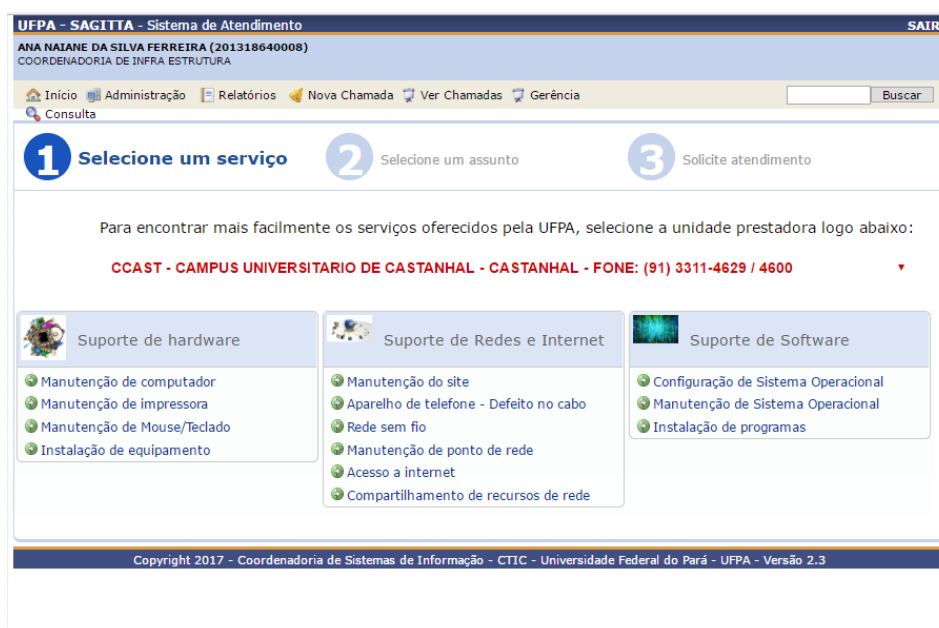 UFPA - SAGITTA - Sistema de Atendimento SAIR
ANA NAIANE DA SILVA FERREIRA (201318640008)
COORDENADORIA DE INFRA ESTRUTURA
Início Administração Relatórios Nova Chamada Ver Chamadas Gerência Buscar
Consulta
1 Selecione um serviço 2 Selecione um assunto 3 Solicite atendimento
Para encontrar mais facilmente os serviços oferecidos pela UFPA, selecione a unidade prestadora logo abaixo:
CCAST - CAMPUS UNIVERSITARIO DE CASTANHAL - CASTANHAL - FONE: (91) 3311-4629 / 4600
Suporte de hardware
Manutenção de computador
Manutenção de impressora
Manutenção de Mouse/Teclado
Instalação de equipamento
Suporte de Redes e Internet
Manutenção do site
Aparelho de telefone - Defeito no cabo
Rede sem fio
Manutenção de ponto de rede
Acesso a internet
Compartilhamento de recursos de rede
Suporte de Software
Configuração de Sistema Operacional
Manutenção de Sistema Operacional
Instalação de programas
Copyright 2017 - Coordenadoria de Sistemas de Informação - CTIC - Universidade Federal do Pará - UFPA - Versão 2.3